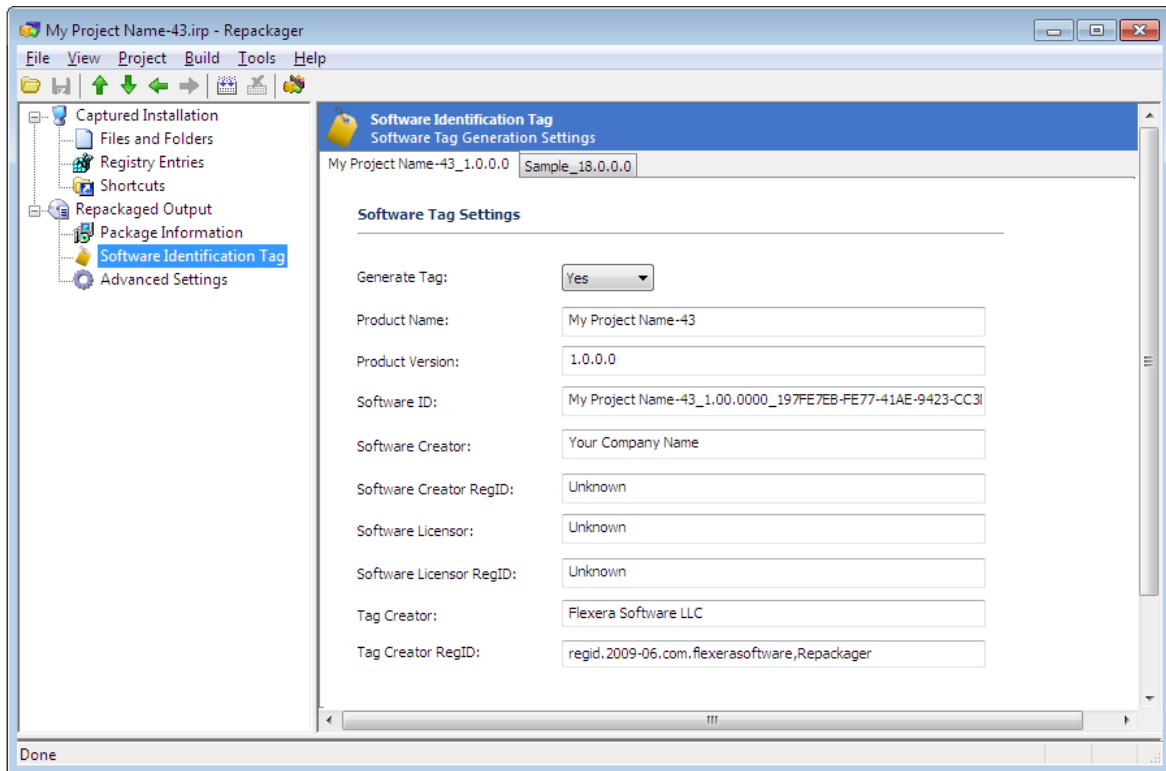 My Project Name-43.irp - Repackager
File View Project Build Tools Help
Captured Installation
Files and Folders
Registry Entries
Shortcuts
Repackaged Output
Package Information
Software Identification Tag
Advanced Settings
Software Identification Tag
Software Tag Generation Settings
My Project Name-43_1.0.0.0 Sample_18.0.0.0
Software Tag Settings
Generate Tag: Yes
Product Name: My Project Name-43
Product Version: 1.0.0.0
Software ID: My Project Name-43_1.00.0000_197FE7EB-FE77-41AE-9423-CC3
Software Creator: Your Company Name
Software Creator RegID: Unknown
Software Licensor: Unknown
Software Licensor RegID: Unknown
Tag Creator: Flexera Software LLC
Tag Creator RegID: regid.2009-06.com.flexerasoftware,Repackager
Done